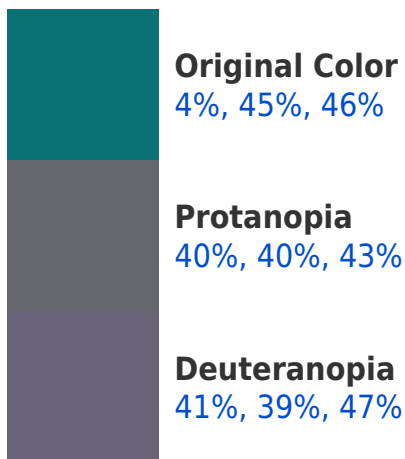 Original Color
4%, 45%, 46%
Protanopia
40%, 40%, 43%
Deuteranopia
41%, 39%, 47%